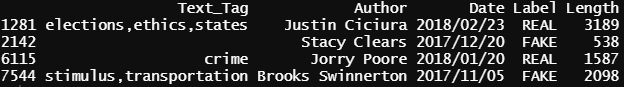 Text_Tag Author Date Label Length
1281 elections,ethics,states Justin Ciciura 2018/02/23 REAL 3189
2142 Stacy Clears 2017/12/20 FAKE 538
6115 crime Jorry Poore 2018/01/20 REAL 1587
7544 stimulus,transportation Brooks Swinnerton 2017/11/05 FAKE 2098